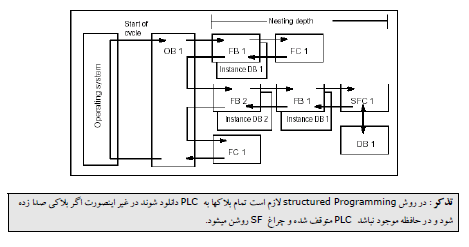 Start of cycle
Nesting depth
Operating system
OB 1
FB 1
FC 1
Instance DB 1
FB 2
FB 1
SFC 1
Instance DB 2
Instance DB 1
FC 1
DB 1
تذکو : در روش structured Programming لازم است تمام بلاکها به PLC دانلود شوند در غیر اینصورت اگر بلاکی صدا زده
شود و در حافظه موجود نباشد PLC متوقف شده و چراغ SF روشن میشود.